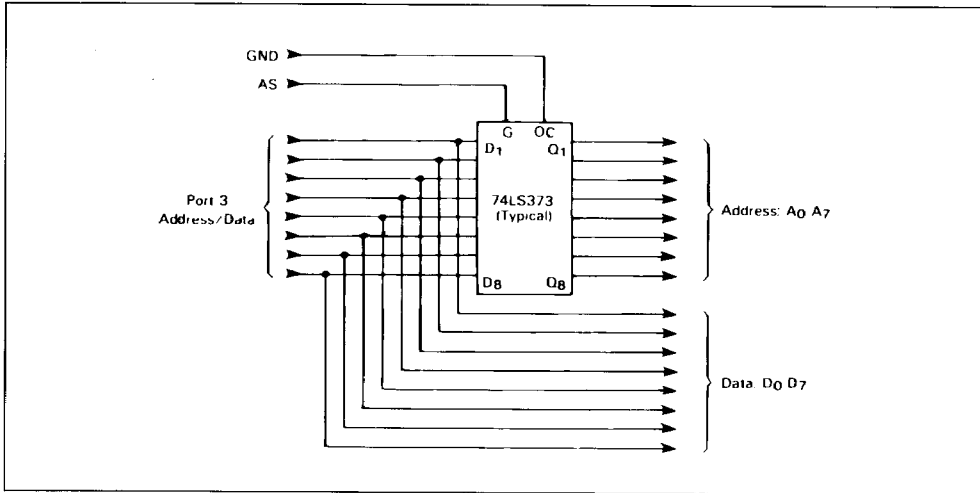 GND
AS
G OC
D1 Q1
Port 3
Address/Data
74LS373
(Typical)
Address: A0 A7
D8 Q8
Data D0 D7